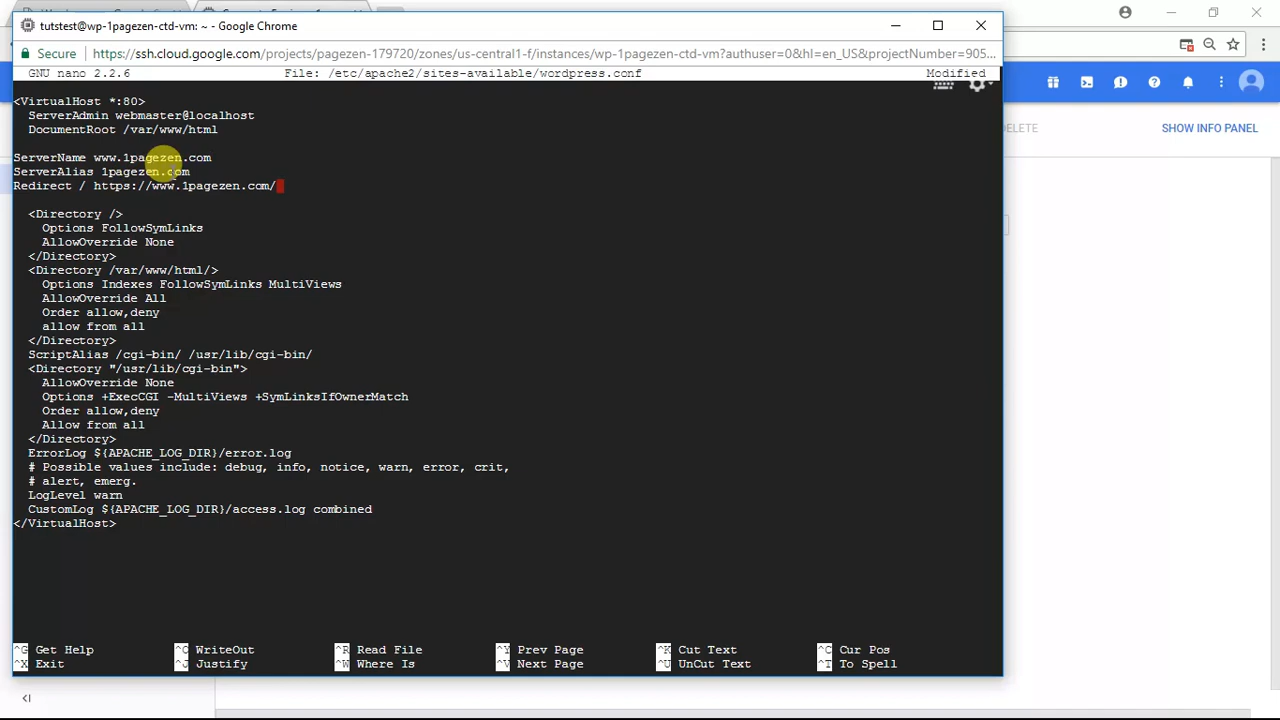 tutstest@wp-1pagezen-ctd-vm: ~ - Google Chrome
Secure https://ssh.cloud.google.com/projects/pagezen-179720/zones/us-central1-f/instances/wp-1pagezen-ctd-vm?authuser=0&hl=en_US&projectNumber=905...
GNU nano 2.2.6 File: /etc/apache2/sites-available/wordpress.conf Modified
<VirtualHost *:80>
ServerAdmin webmaster@localhost
DocumentRoot /var/www/html
ELETE
SHOW INFO PANEL
ServerName www.1pagezen.com
ServerAlias 1pagezen.com
Redirect / https://www.1pagezen.com/
<Directory />
Options FollowSymLinks
AllowOverride None
</Directory>
<Directory /var/www/html/>
Options Indexes FollowSymLinks MultiViews
AllowOverride All
Order allow,deny
allow from all
</Directory>
ScriptAlias /cgi-bin/ /usr/lib/cgi-bin/
<Directory "/usr/lib/cgi-bin">
AllowOverride None
Options +ExecCGI -MultiViews +SymLinksIfOwnerMatch
Order allow,deny
Allow from all
</Directory>
ErrorLog ${APACHE_LOG_DIR}/error.log
# Possible values include: debug, info, notice, warn, error, crit,
# alert, emerg.
LogLevel warn
CustomLog ${APACHE_LOG_DIR}/access.log combined
</VirtualHost>
^G Get Help ^O WriteOut ^R Read File ^Y Prev Page ^K Cut Text ^C Cur Pos
^X Exit ^J Justify ^W Where Is ^V Next Page ^U UnCut Text ^T To Spell